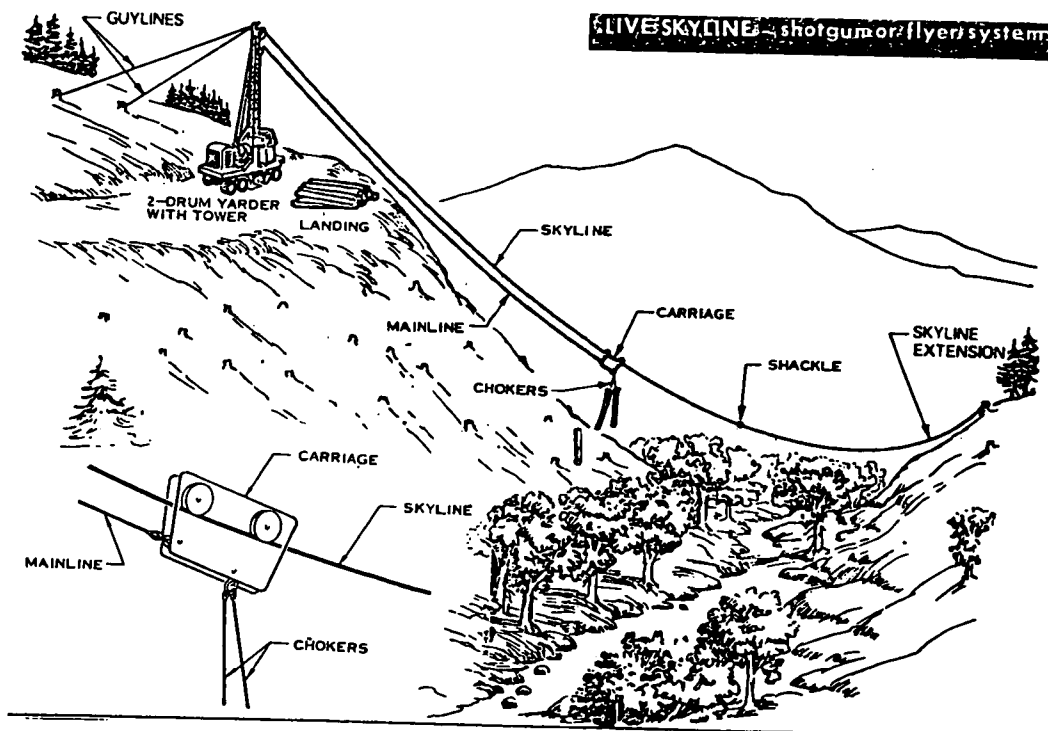 LIVE SKYLINE - shotgun or flyer system
GUYLINES
2-DRUM YARDER
WITH TOWER
LANDING
SKYLINE
MAINLINE
CARRIAGE
SKYLINE
EXTENSION
SHACKLE
CHOKERS
CARRIAGE
SKYLINE
MAINLINE
CHOKERS